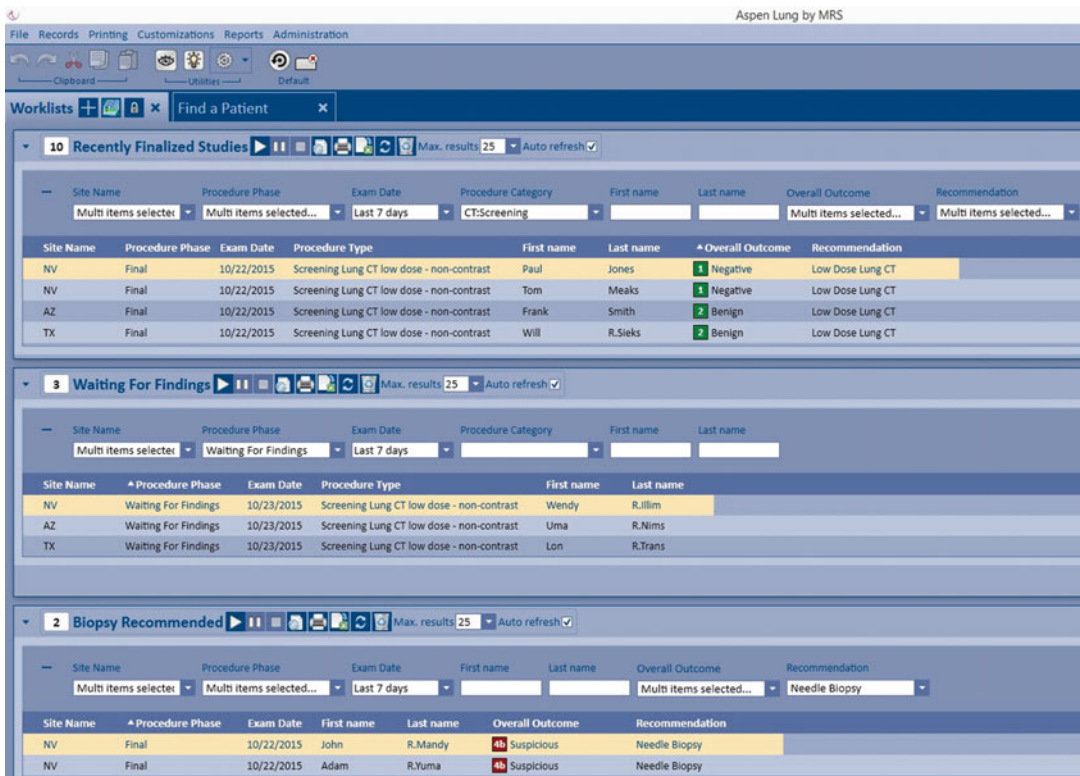 Aspen Lung by MRS
File Records Printing Customizations Reports Administration
Clipboard Utilities Default
Worklists Find a Patient
10 Recently Finalized Studies Max. results 25 Auto refresh
Site Name Procedure Phase Exam Date Procedure Category First name Last name Overall Outcome Recommendation
Multi items selected Multi items selected... Last 7 days CT:Screening Multi items selected... Multi items selected...
Site Name Procedure Phase Exam Date Procedure Type First name Last name Overall Outcome Recommendation
NV Final 10/22/2015 Screening Lung CT low dose - non-contrast Paul Jones 1 Negative Low Dose Lung CT
NV Final 10/22/2015 Screening Lung CT low dose - non-contrast Tom Meaks 1 Negative Low Dose Lung CT
AZ Final 10/22/2015 Screening Lung CT low dose - non-contrast Frank Smith 2 Benign Low Dose Lung CT
TX Final 10/22/2015 Screening Lung CT low dose - non-contrast Will R.Sieks 2 Benign Low Dose Lung CT
3 Waiting For Findings Max. results 25 Auto refresh
Site Name Procedure Phase Exam Date Procedure Category First name Last name
Multi items selected Waiting For Findings Last 7 days
Site Name Procedure Phase Exam Date Procedure Type First name Last name
NV Waiting For Findings 10/23/2015 Screening Lung CT low dose - non-contrast Wendy R.Illim
AZ Waiting For Findings 10/23/2015 Screening Lung CT low dose - non-contrast Uma R.Nims
TX Waiting For Findings 10/23/2015 Screening Lung CT low dose - non-contrast Lon R.Trans
2 Biopsy Recommended Max. results 25 Auto refresh
Site Name Procedure Phase Exam Date First name Last name Overall Outcome Recommendation
Multi items selected Multi items selected... Last 7 days Multi items selected... Needle Biopsy
Site Name Procedure Phase Exam Date First name Last name Overall Outcome Recommendation
NV Final 10/22/2015 John R.Mandy 4b Suspicious Needle Biopsy
NV Final 10/22/2015 Adam R.Yuma 4b Suspicious Needle Biopsy